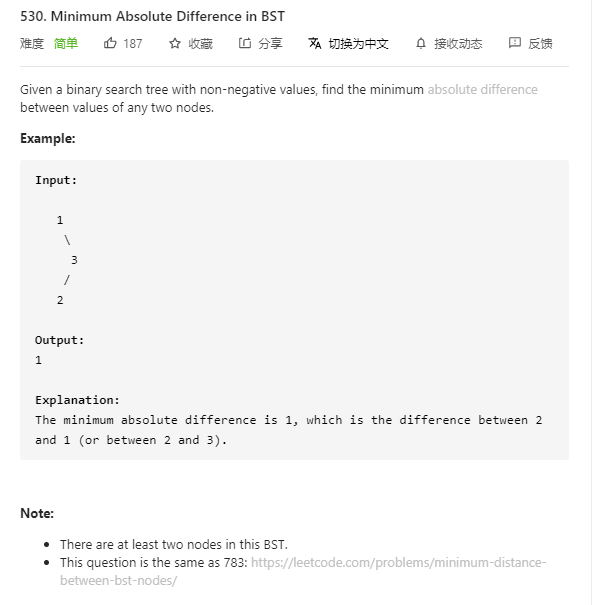 530. Minimum Absolute Difference in BST
难度 简单 187 收藏 分享 切换为中文 接收动态 反馈
Given a binary search tree with non-negative values, find the minimum absolute difference
between values of any two nodes.
Example:
Input:
1
\
3
/
2
Output:
1
Explanation:
The minimum absolute difference is 1, which is the difference between 2
and 1 (or between 2 and 3).
Note:
• There are at least two nodes in this BST.
• This question is the same as 783: https://leetcode.com/problems/minimum-distance-
between-bst-nodes/